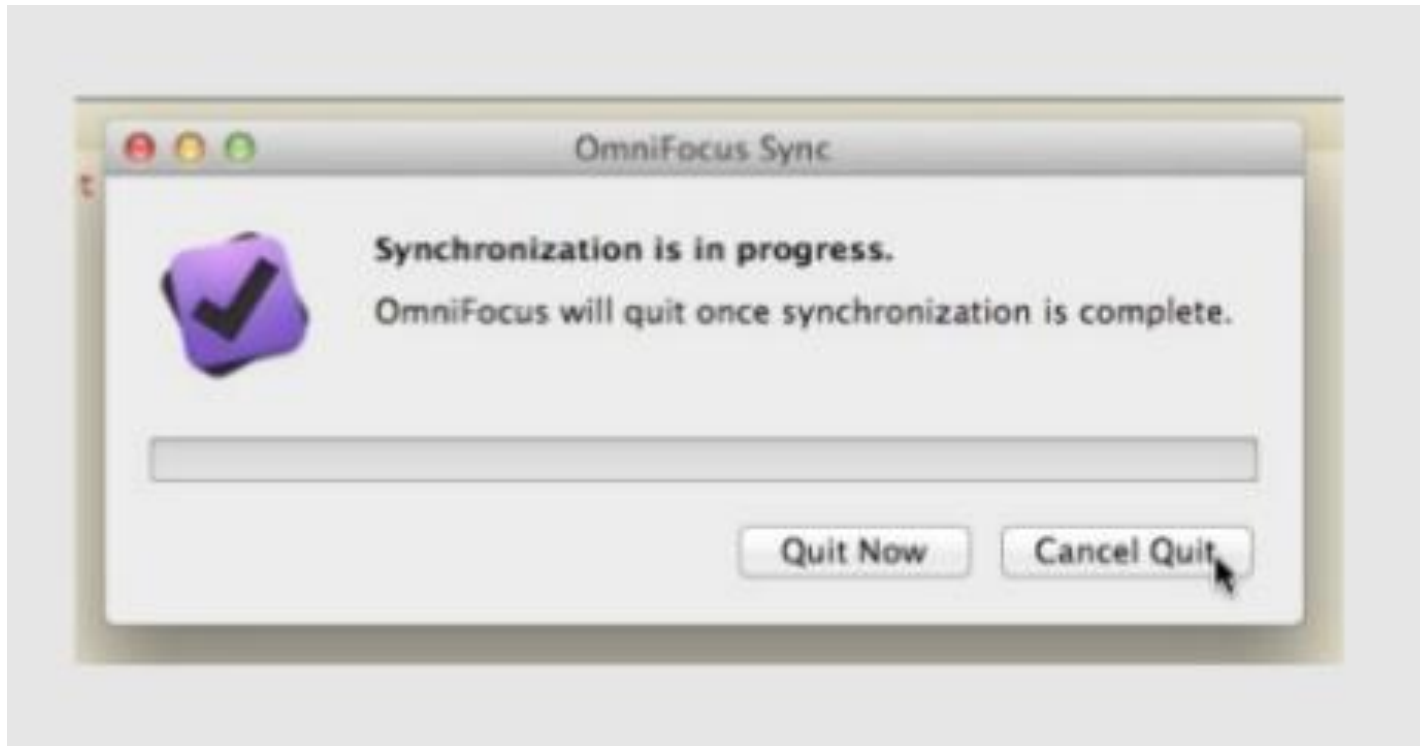 OmniFocus Sync
t
Synchronization is in progress.
OmniFocus will quit once synchronization is complete.
Quit Now
Cancel Quit